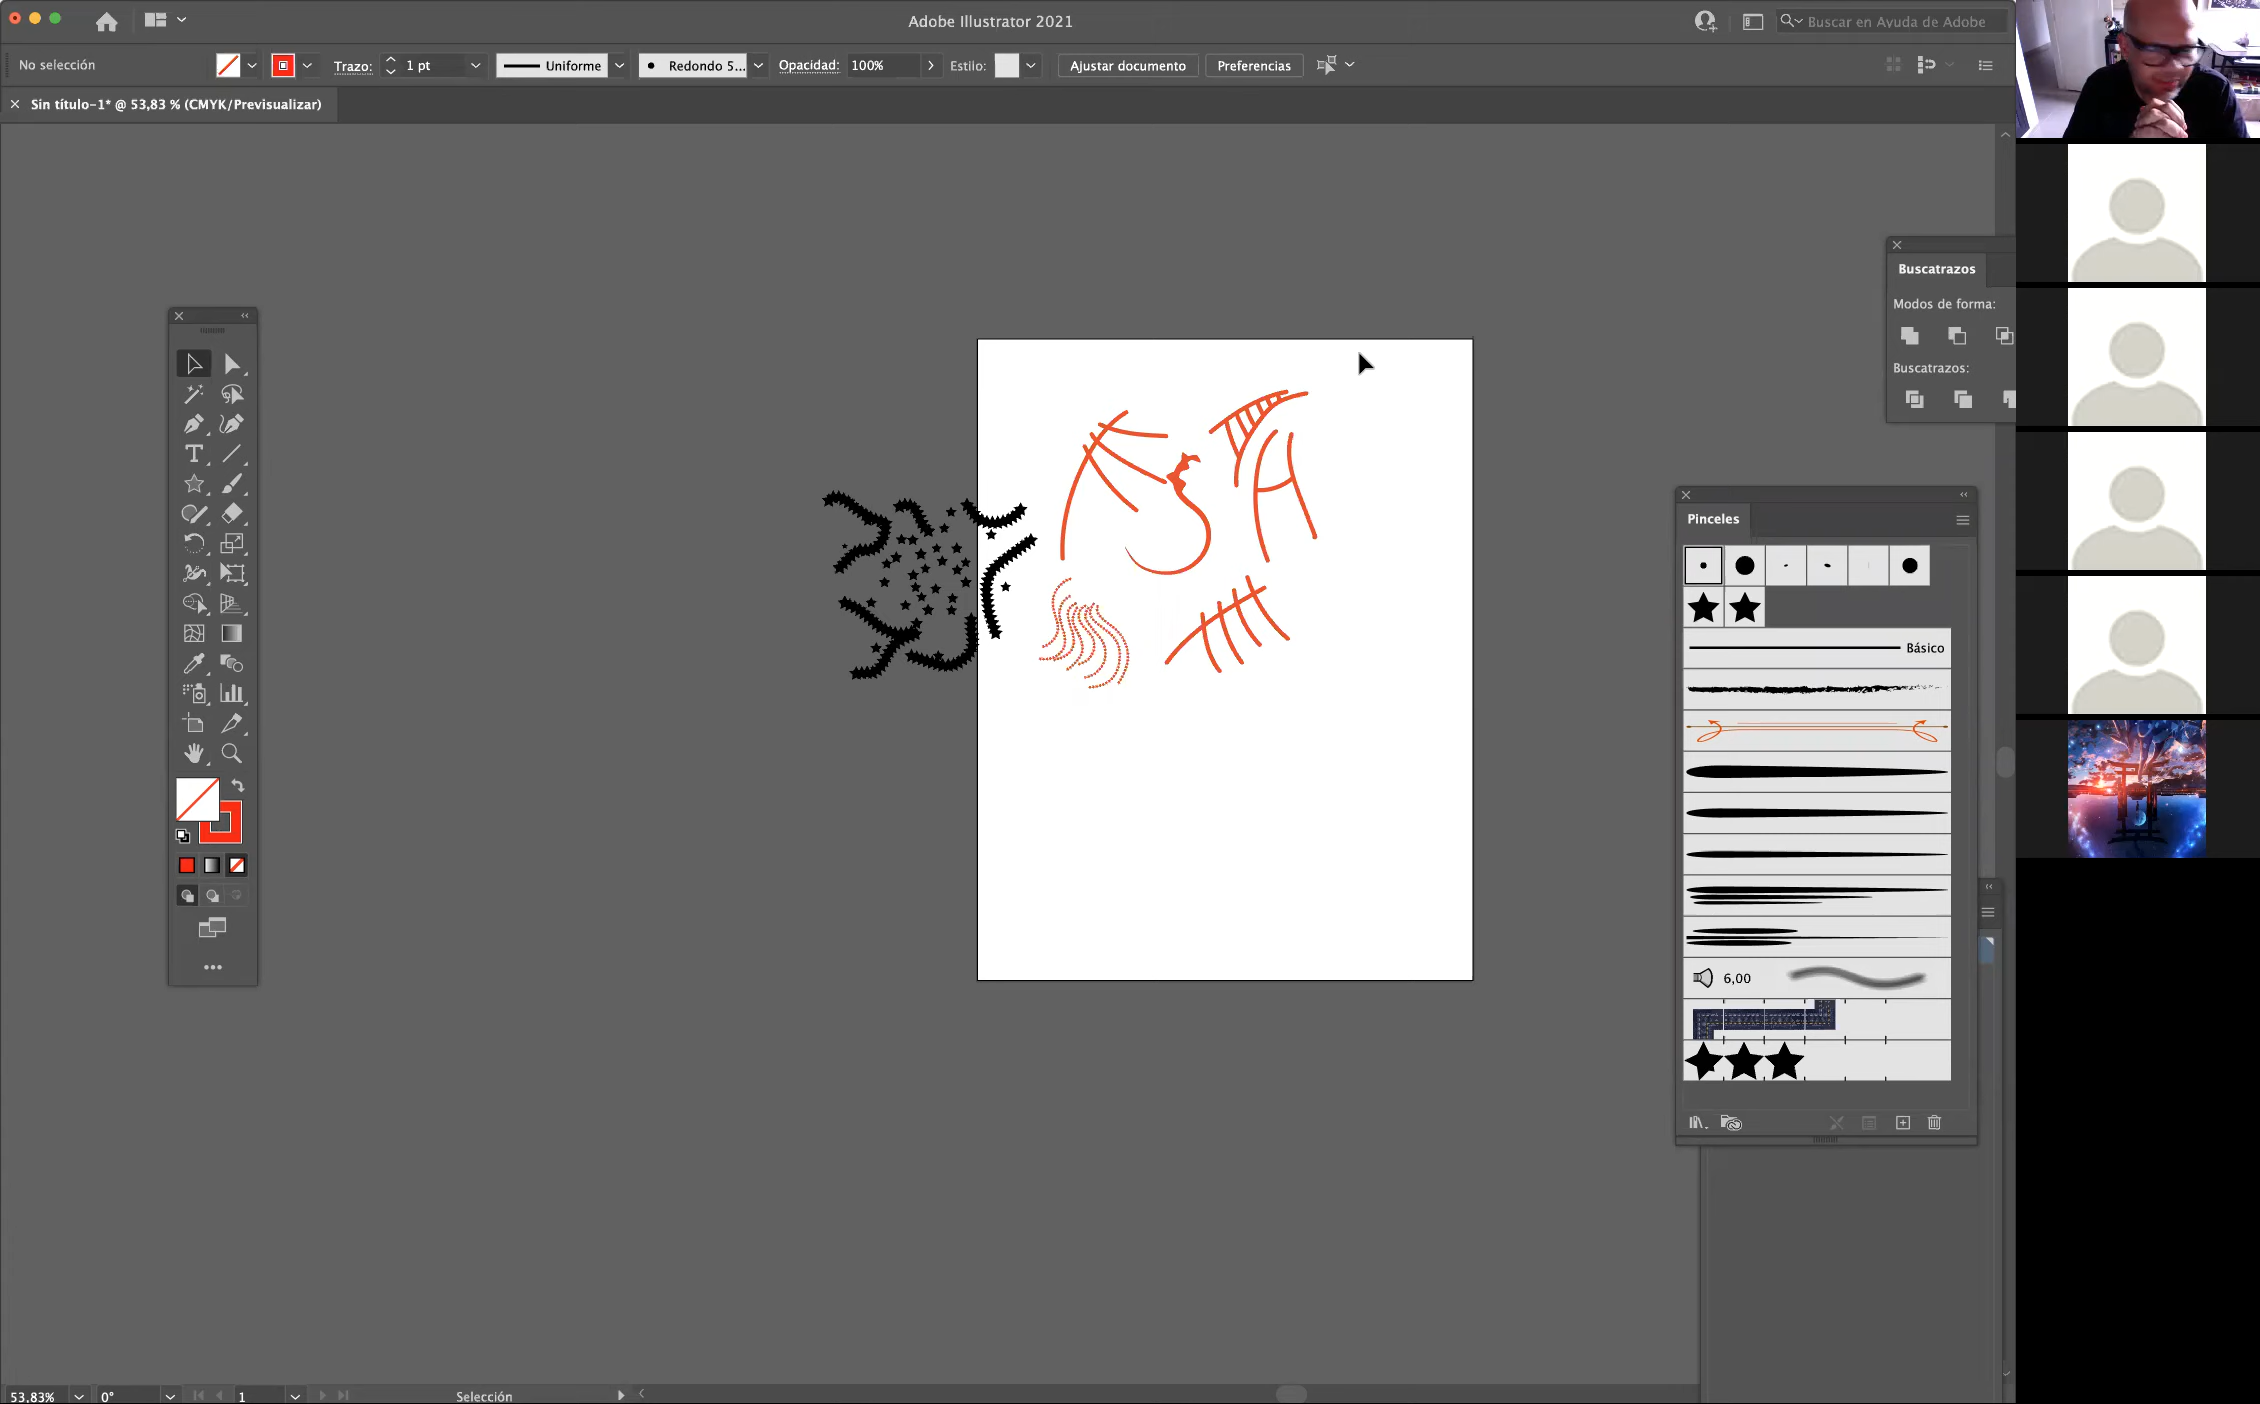 Adobe Illustrator 2021
Buscar en Ayuda de Adobe
No selección
Trazo:
1 pt
Uniforme
Redondo 5...
Opacidad:
100%
Estilo:
Ajustar documento
Preferencias
Sin título-1* @ 53,83 % (CMYK/Previsualizar)
Buscatrazos
Modos de forma:
Buscatrazos:
Pinceles
Básico
6,00
53,83%
0°
1
Selección